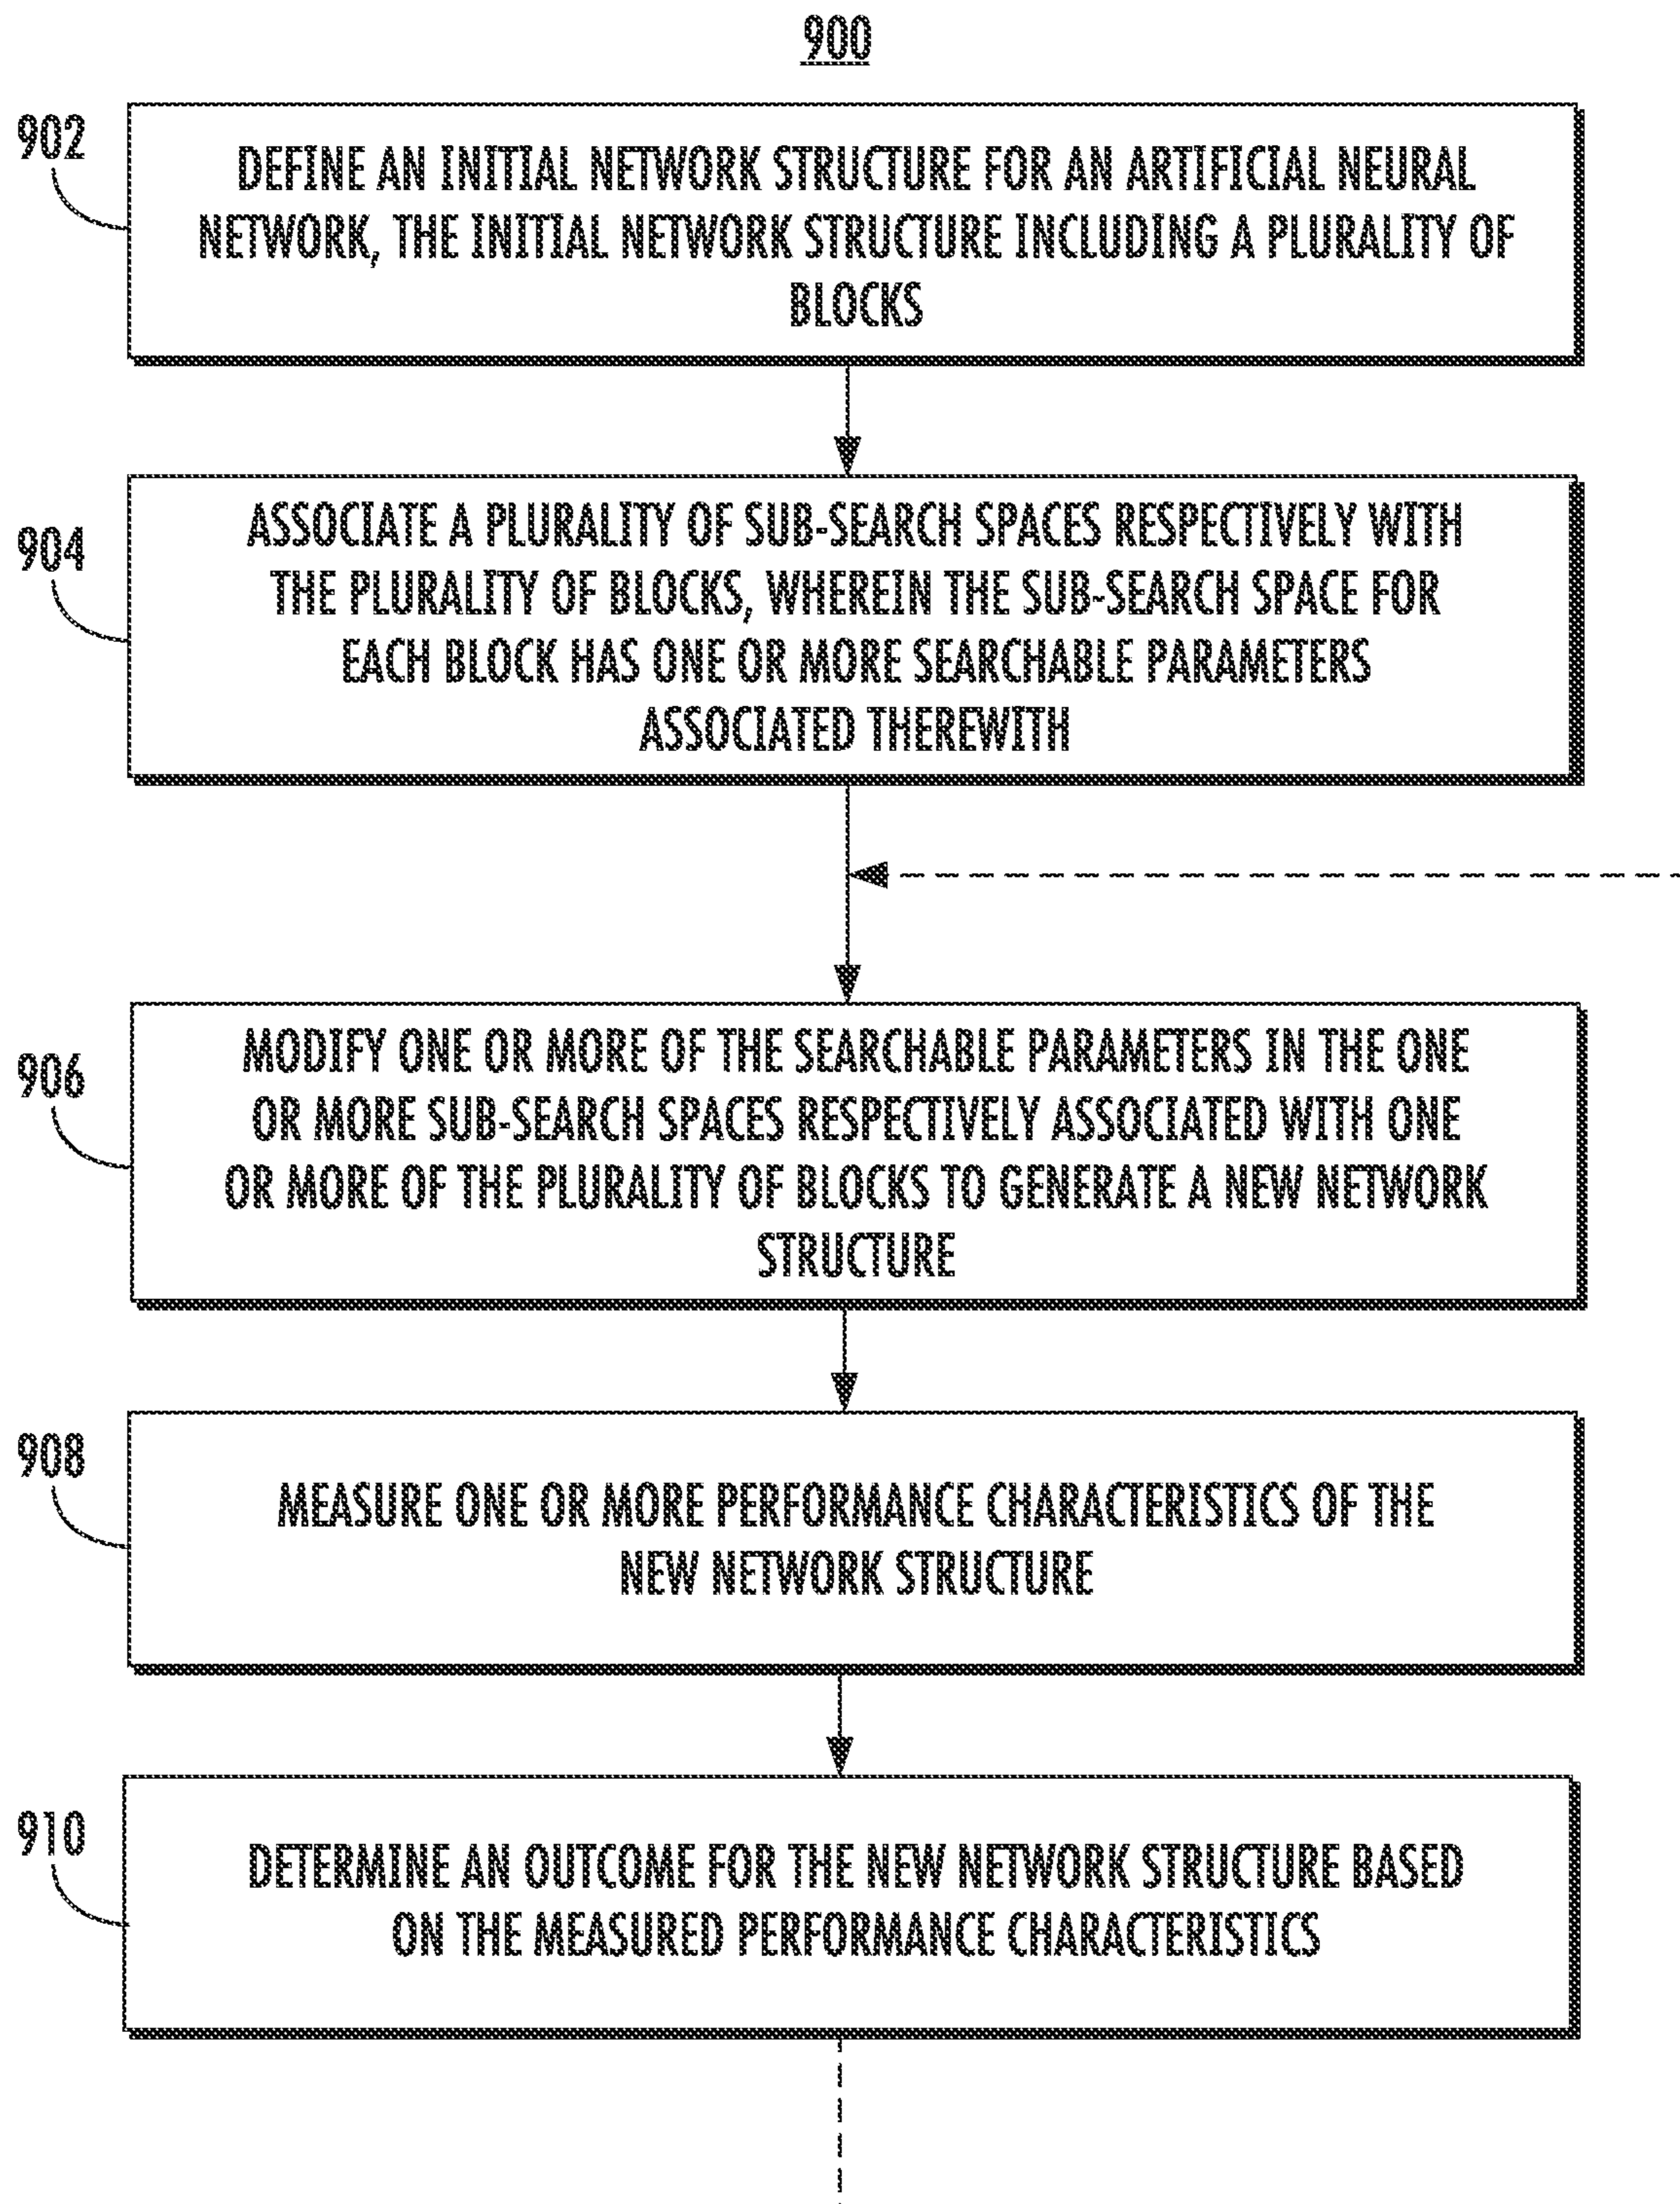 900
902
DEFINE AN INITIAL NETWORK STRUCTURE FOR AN ARTIFICIAL NEURAL
NETWORK, THE INITIAL NETWORK STRUCTURE INCLUDING A PLURALITY OF
BLOCKS
904
ASSOCIATE A PLURALITY OF SUB-SEARCH SPACES RESPECTIVELY WITH
THE PLURALITY OF BLOCKS, WHEREIN THE SUB-SEARCH SPACE FOR
EACH BLOCK HAS ONE OR MORE SEARCHABLE PARAMETERS
ASSOCIATED THEREWITH
906
MODIFY ONE OR MORE OF THE SEARCHABLE PARAMETERS IN THE ONE
OR MORE SUB-SEARCH SPACES RESPECTIVELY ASSOCIATED WITH ONE
OR MORE OF THE PLURALITY OF BLOCKS TO GENERATE A NEW NETWORK
STRUCTURE
908
MEASURE ONE OR MORE PERFORMANCE CHARACTERISTICS OF THE
NEW NETWORK STRUCTURE
910
DETERMINE AN OUTCOME FOR THE NEW NETWORK STRUCTURE BASED
ON THE MEASURED PERFORMANCE CHARACTERISTICS